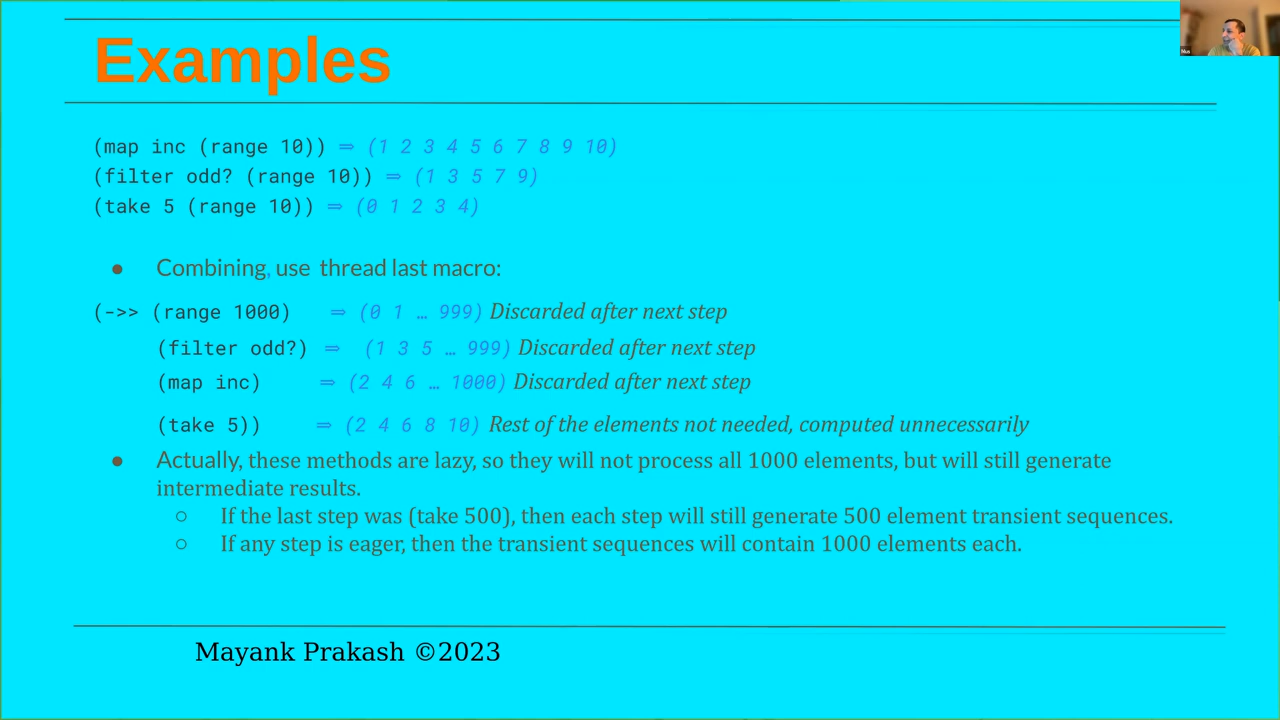 Examples
(map inc (range 10)) ⇒ (1 2 3 4 5 6 7 8 9 10)
(filter odd? (range 10)) ⇒ (1 3 5 7 9)
(take 5 (range 10)) ⇒ (0 1 2 3 4)
● Combining, use thread last macro:
(->> (range 1000) ⇒ (0 1 … 999) Discarded after next step
(filter odd?) ⇒ (1 3 5 … 999) Discarded after next step
(map inc) ⇒ (2 4 6 … 1000) Discarded after next step
(take 5)) ⇒ (2 4 6 8 10) Rest of the elements not needed, computed unnecessarily
● Actually, these methods are lazy, so they will not process all 1000 elements, but will still generate
intermediate results.
○ If the last step was (take 500), then each step will still generate 500 element transient sequences.
○ If any step is eager, then the transient sequences will contain 1000 elements each.
Mayank Prakash ©2023